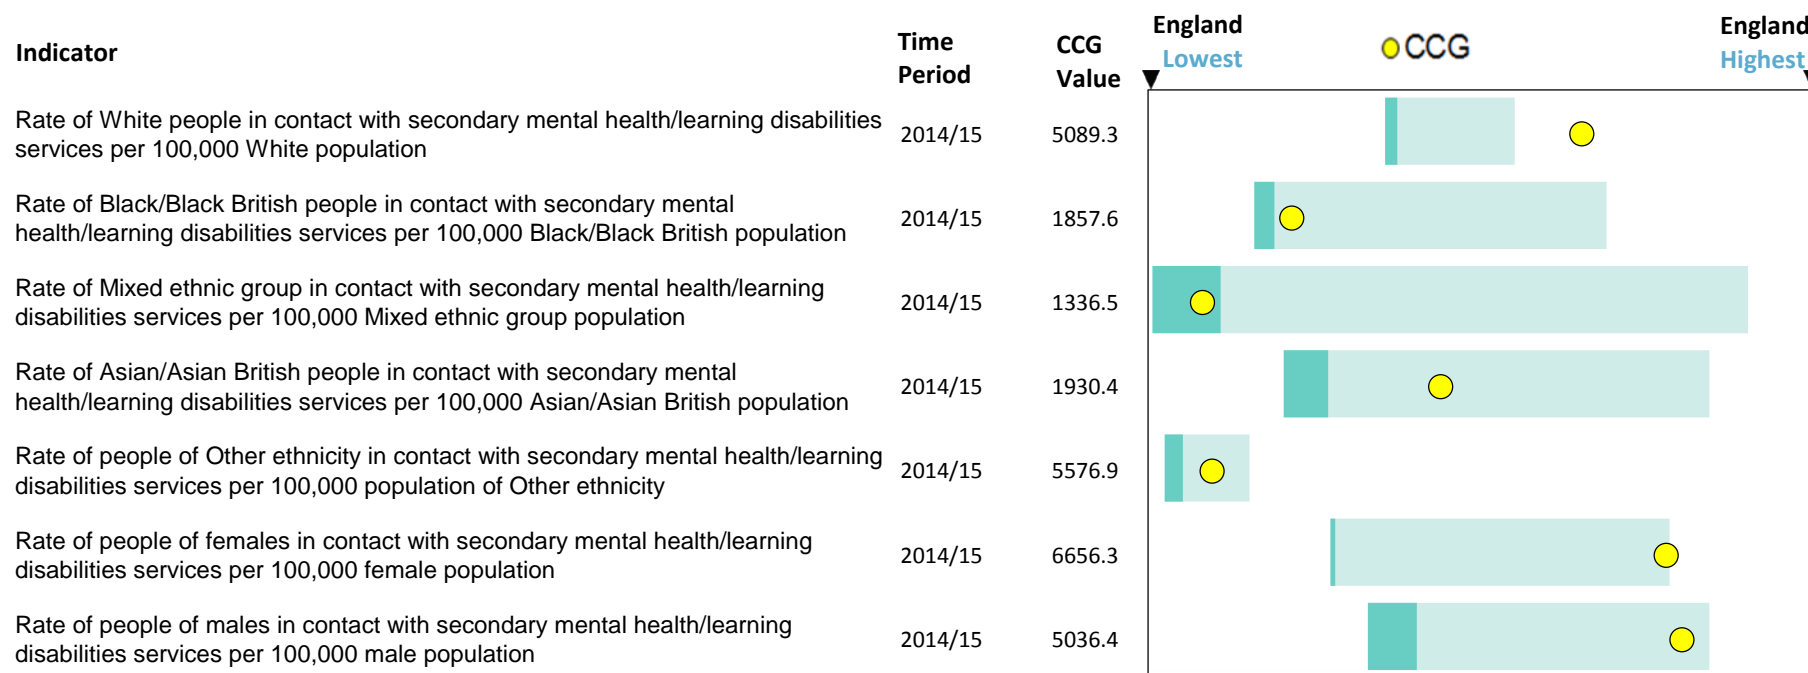 Indicator
Time
Period
CCG
Value
England
Lowest
CCG
England
Highest
Rate of White people in contact with secondary mental health/learning disabilities
services per 100,000 White population
2014/15
5089.3
Rate of Black/Black British people in contact with secondary mental
health/learning disabilities services per 100,000 Black/Black British population
2014/15
1857.6
Rate of Mixed ethnic group in contact with secondary mental health/learning
disabilities services per 100,000 Mixed ethnic group population
2014/15
1336.5
Rate of Asian/Asian British people in contact with secondary mental
health/learning disabilities services per 100,000 Asian/Asian British population
2014/15
1930.4
Rate of people of Other ethnicity in contact with secondary mental health/learning
disabilities services per 100,000 population of Other ethnicity
2014/15
5576.9
Rate of people of females in contact with secondary mental health/learning
disabilities services per 100,000 female population
2014/15
6656.3
Rate of people of males in contact with secondary mental health/learning
disabilities services per 100,000 male population
2014/15
5036.4